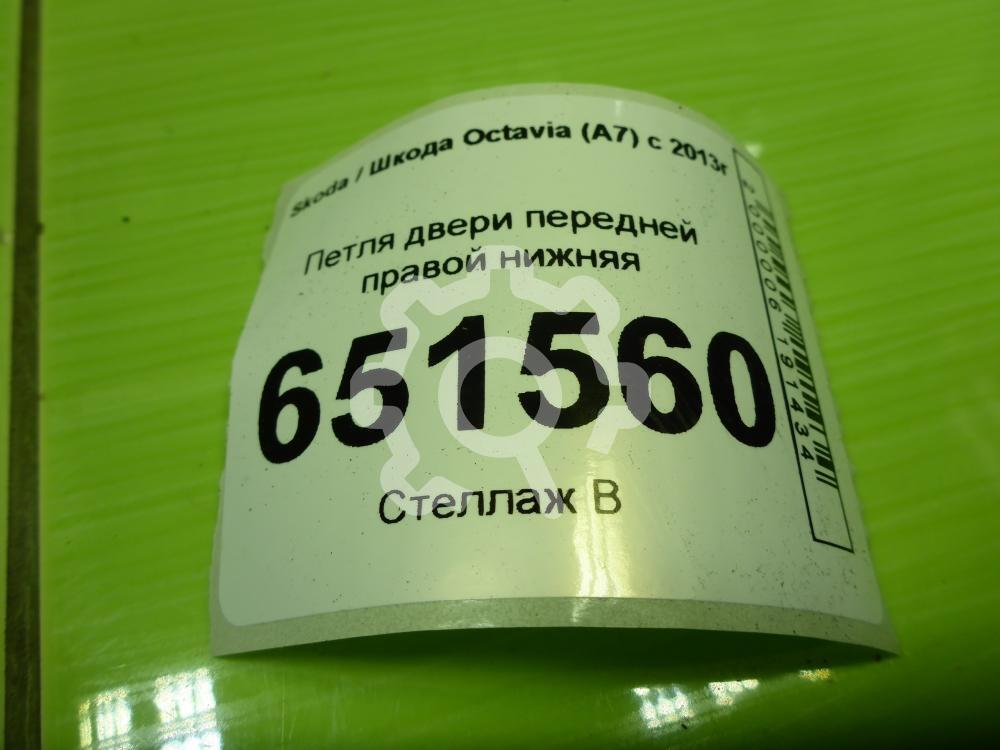 Skoda / Шкода Octavia (A7) с 2013г
Петля двери передней
правой нижняя
651560
Стеллаж В
2000006191434